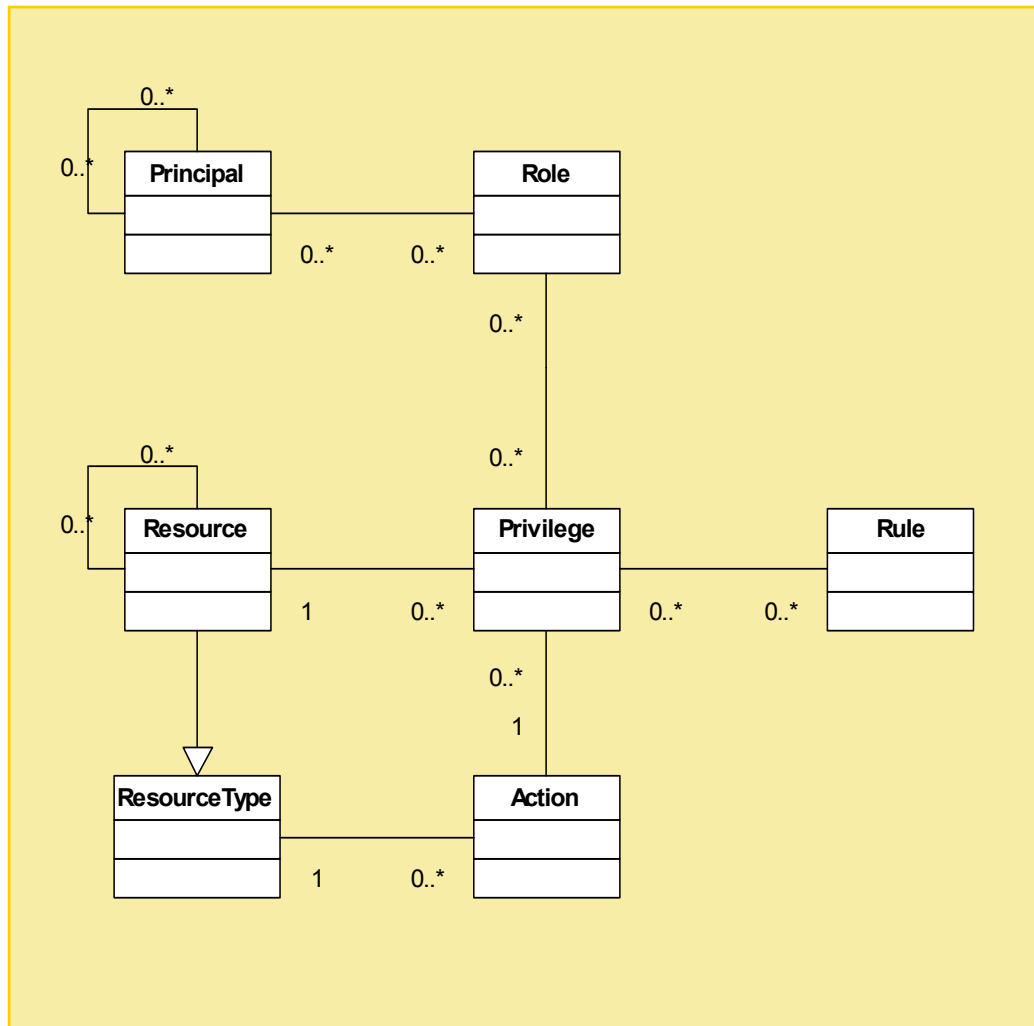 0..*
0..*
Principal
Role
0..*
0..*
0..*
0..*
0..*
0..*
Resource
Privilege
Rule
1
0..*
0..*
0..*
0..*
1
ResourceType
Action
1
0..*